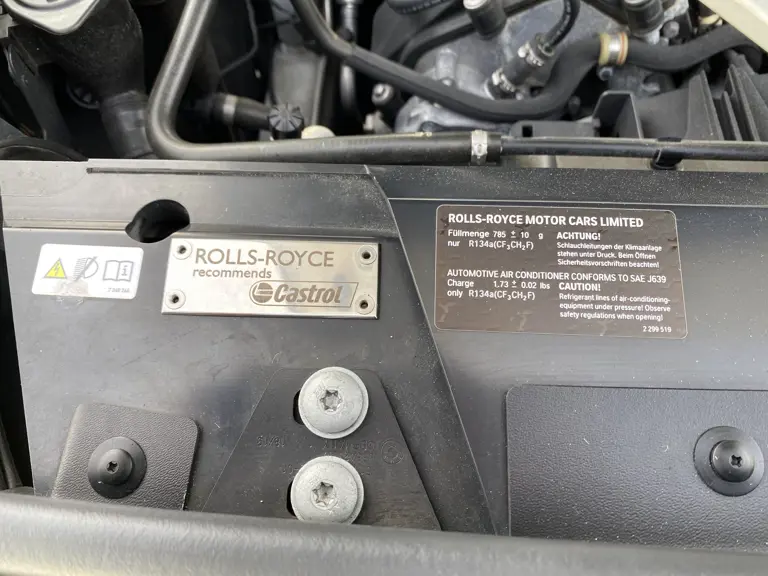 ROLLS-ROYCE
recommends
Castrol
ROLLS-ROYCE MOTOR CARS LIMITED
Füllmenge 785 ± 10 g
nur R134a(CF₃CH₂F)
ACHTUNG!
Schlauchleitungen der Klimaanlage
stehen unter Druck. Beim Öffnen
Sicherheitsvorschriften beachten!
AUTOMOTIVE AIR CONDITIONER CONFORMS TO SAE J639
Charge 1,73 ± 0.02 lbs
only R134a(CF₃CH₂F)
CAUTION!
Refrigerant lines of air-conditioning-
equipment under pressure! Observe
safety regulations when opening!
2 299 519